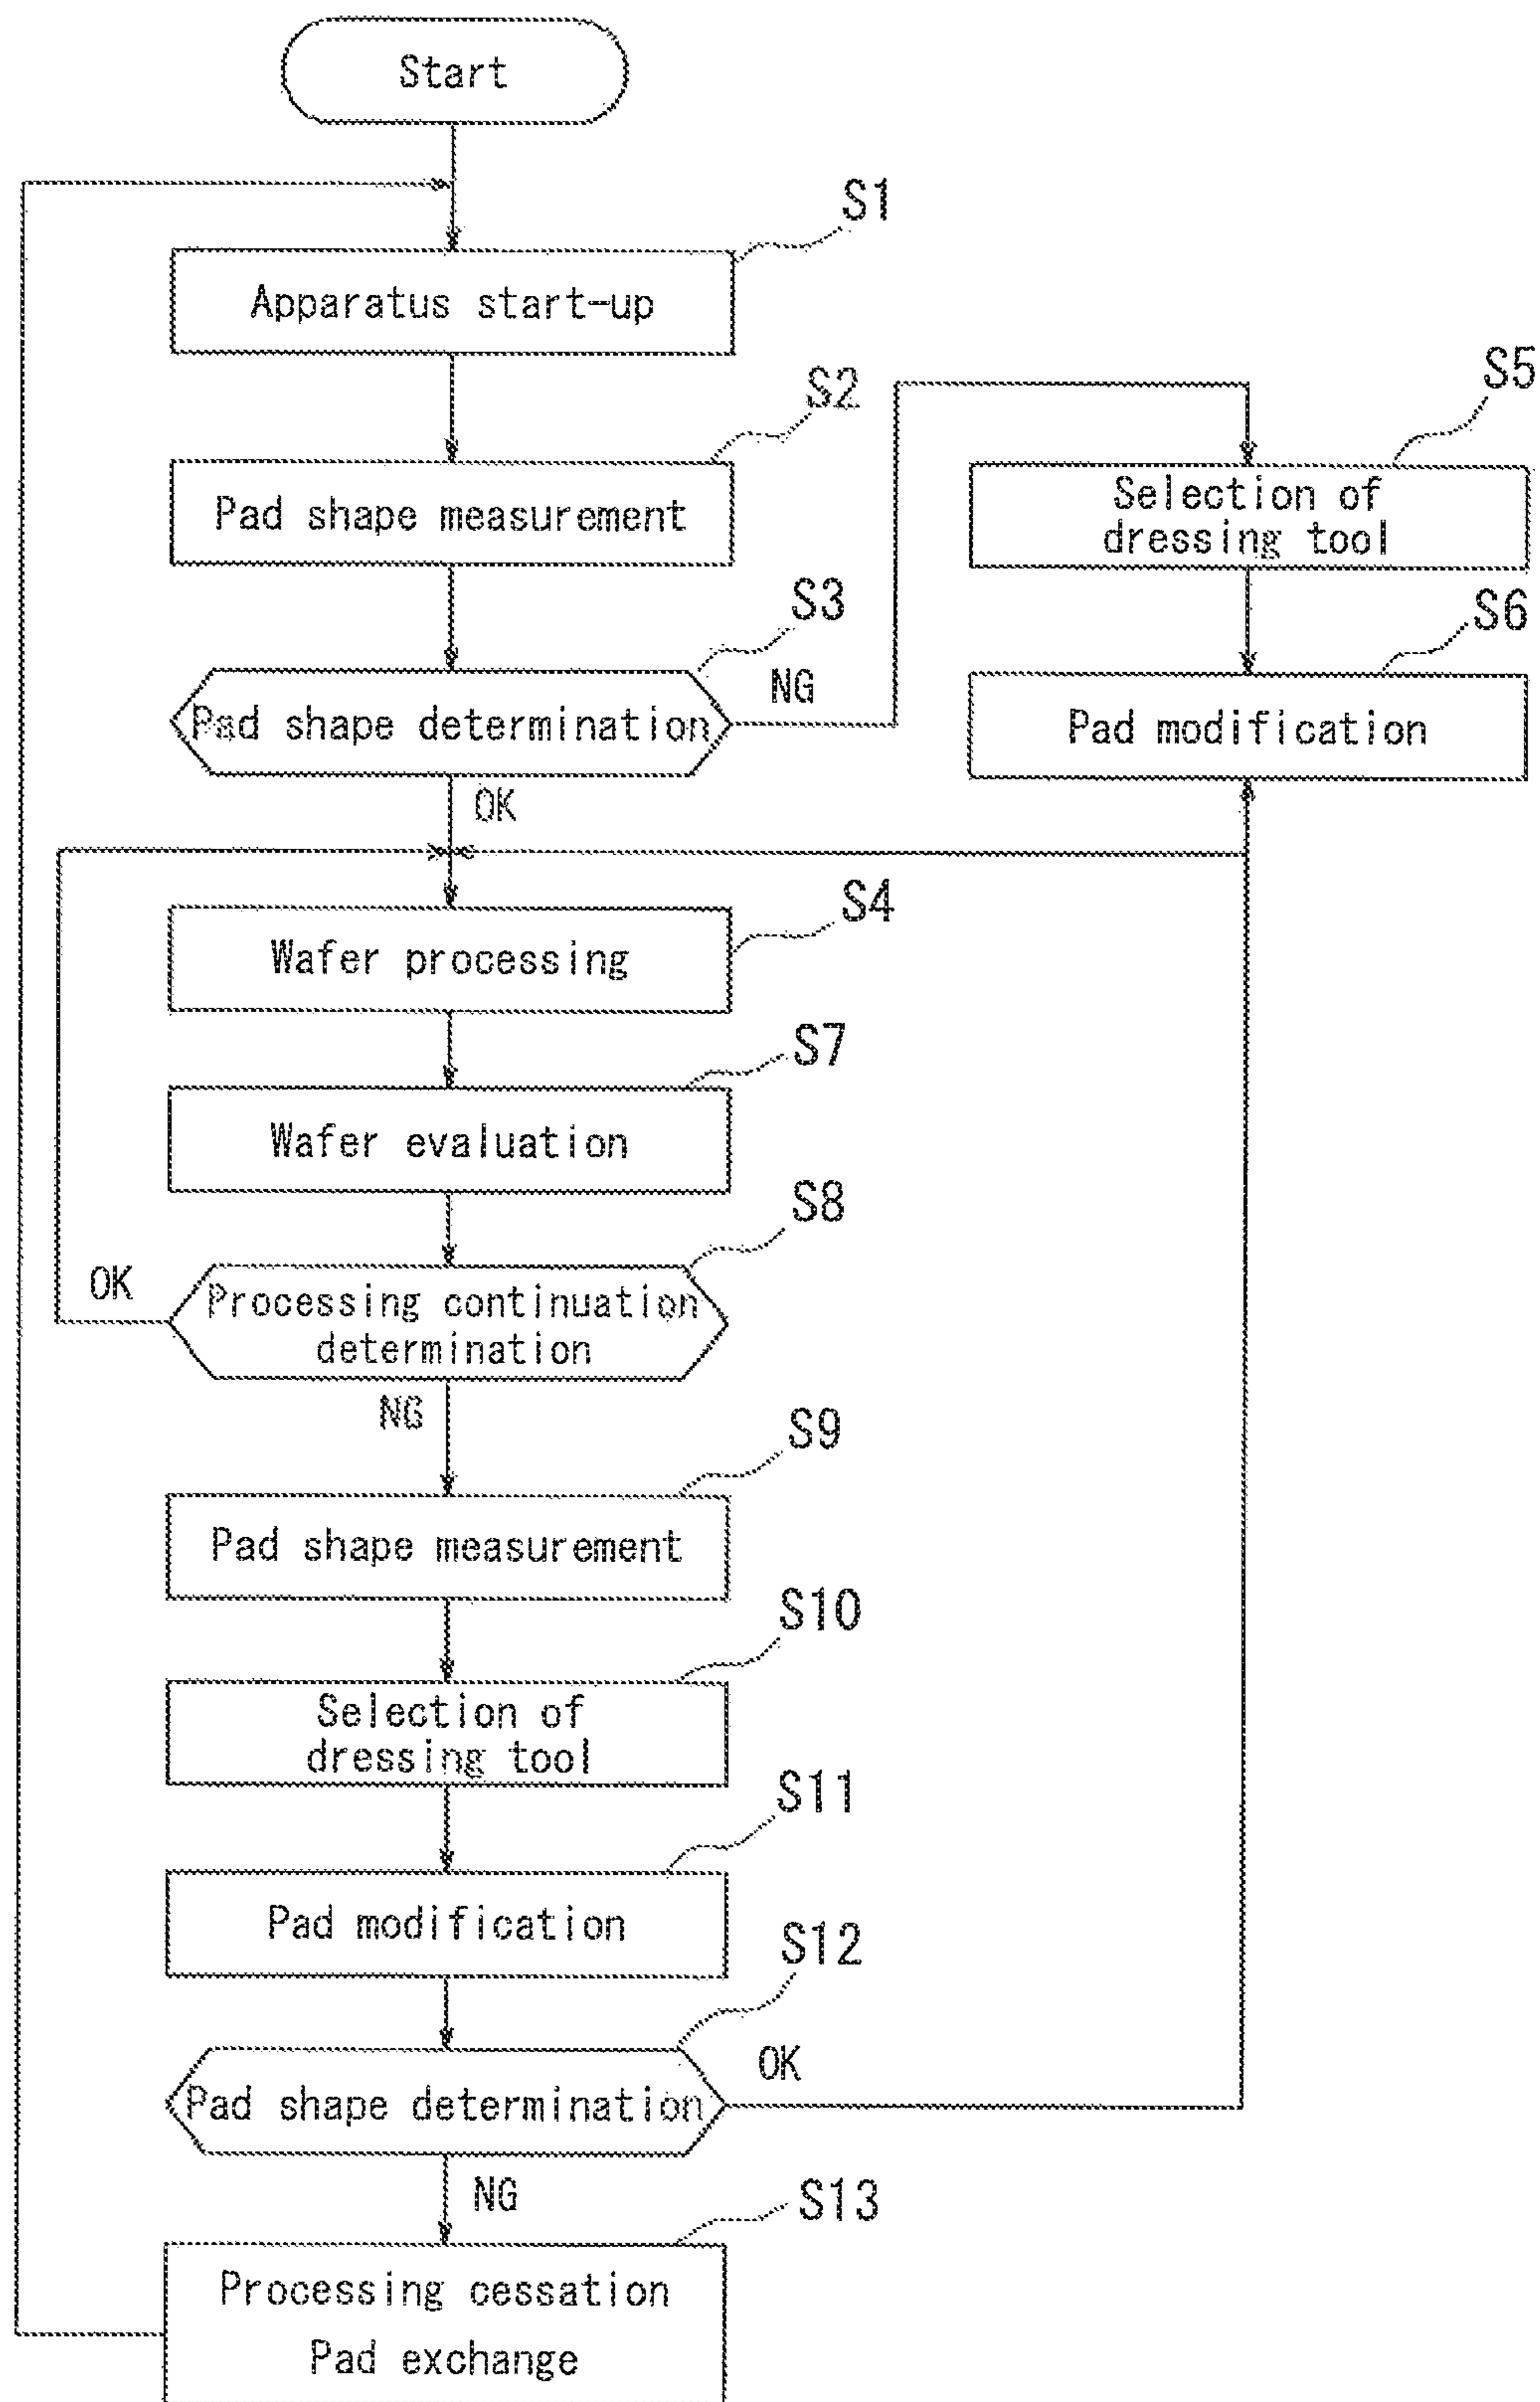 Start
S1
Apparatus start-up
S2
Pad shape measurement
S3
Pad shape determination
NG
OK
S5
Selection of
dressing tool
S6
Pad modification
S4
Wafer processing
S7
Wafer evaluation
S8
Processing continuation
determination
OK
NG
S9
Pad shape measurement
S10
Selection of
dressing tool
S11
Pad modification
S12
Pad shape determination
OK
NG
S13
Processing cessation
Pad exchange